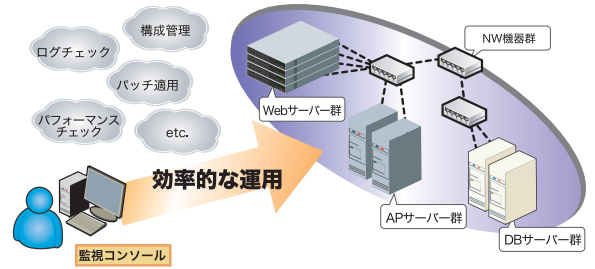 構成管理
ログチェック
パッチ適用
パフォーマンス
チェック
etc.
効率的な運用
監視コンソール
NW機器群
Webサーバー群
APサーバー群
DBサーバー群